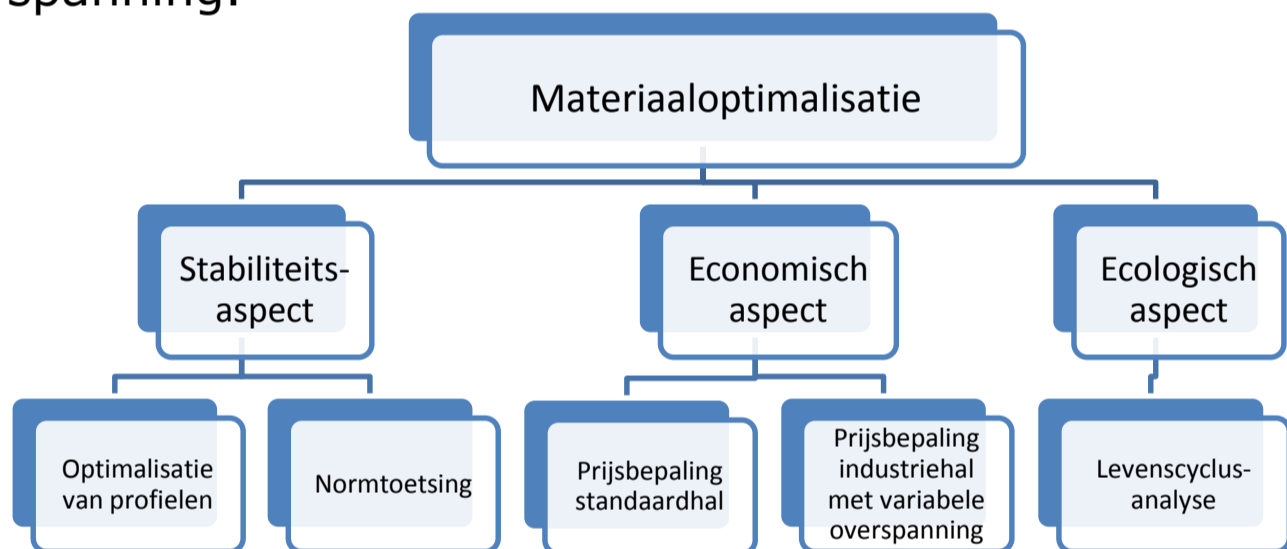 spanning.
Materiaaloptimalisatie
Stabiliteits-
aspect
Economisch
aspect
Ecologisch
aspect
Optimalisatie
van profielen
Normtoetsing
Prijsbepaling
standaardhal
Prijsbepaling
industriehal
met variabele
overspanning
Levenscyclus-
analyse